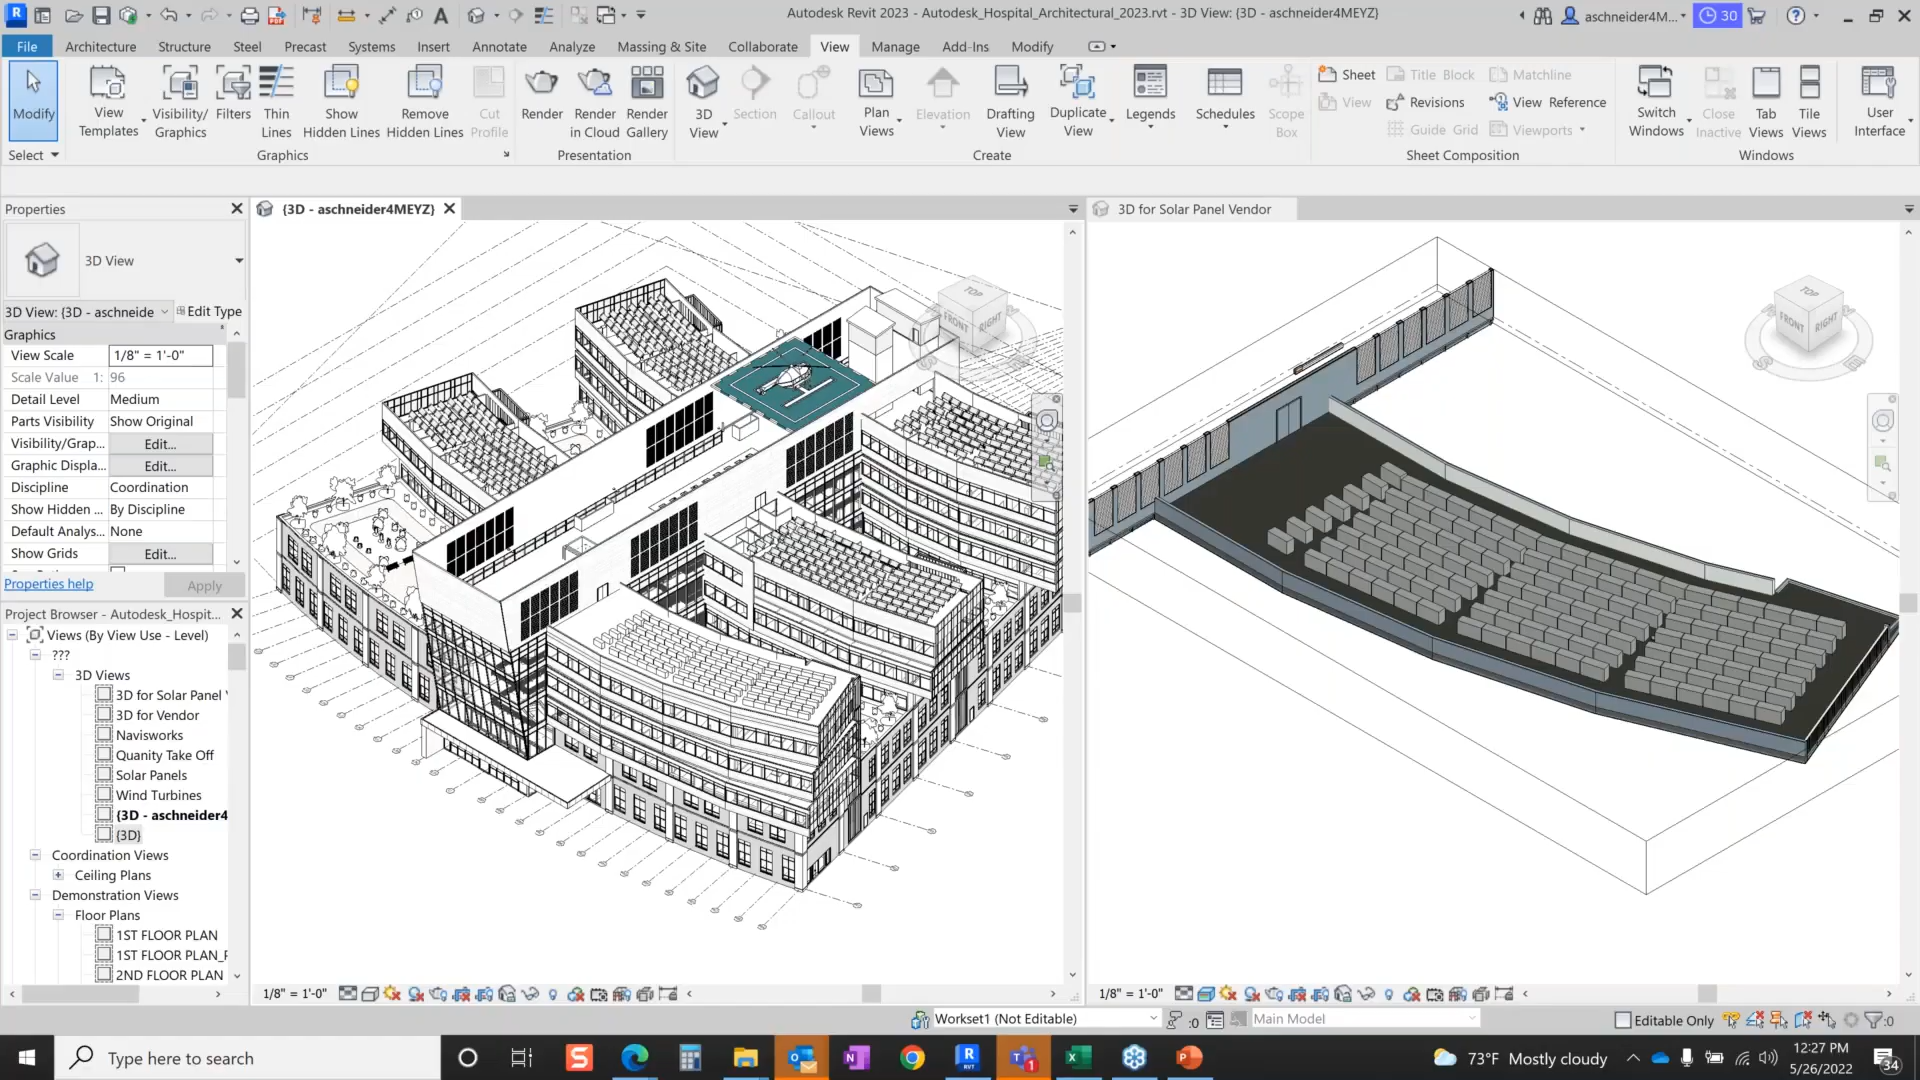 Autodesk Revit 2023 - Autodesk_Hospital_Architectural_2023.rvt - 3D View: {3D - aschneider4MEYZ}
aschneider4M...
30
File Architecture Structure Steel Precast Systems Insert Annotate Analyze Massing & Site Collaborate View Manage Add-Ins Modify
Modify
View Templates
Visibility/ Graphics
Filters
Thin Lines
Show Hidden Lines
Remove Hidden Lines
Cut Profile
Render
Render in Cloud
Render Gallery
3D View
Section
Callout
Plan Views
Elevation
Drafting View
Duplicate View
Legends
Schedules
Scope Box
Sheet
Title Block
Matchline
View
Revisions
View Reference
Guide Grid
Viewports
Switch Windows
Close Inactive
Tab Views
Tile Views
User Interface
Select
Graphics
Presentation
Create
Sheet Composition
Windows
Properties
3D View
3D View: {3D - aschneide
Edit Type
Graphics
View Scale 1/8" = 1'-0"
Scale Value 1: 96
Detail Level Medium
Parts Visibility Show Original
Visibility/Grap... Edit...
Graphic Displa... Edit...
Discipline Coordination
Show Hidden ... By Discipline
Default Analys... None
Show Grids Edit...
Properties help
Apply
Project Browser - Autodesk_Hospit...
Views (By View Use - Level)
???
3D Views
3D for Solar Panel
3D for Vendor
Navisworks
Quanity Take Off
Solar Panels
Wind Turbines
{3D - aschneider4
{3D}
Coordination Views
Ceiling Plans
Demonstration Views
Floor Plans
1ST FLOOR PLAN
1ST FLOOR PLAN_
2ND FLOOR PLAN
{3D - aschneider4MEYZ}
TOP
FRONT
RIGHT
1/8" = 1'-0"
3D for Solar Panel Vendor
TOP
FRONT
RIGHT
S
E
1/8" = 1'-0"
Workset1 (Not Editable)
:0
Main Model
Editable Only
:0
Type here to search
73°F Mostly cloudy
12:27 PM
5/26/2022
34